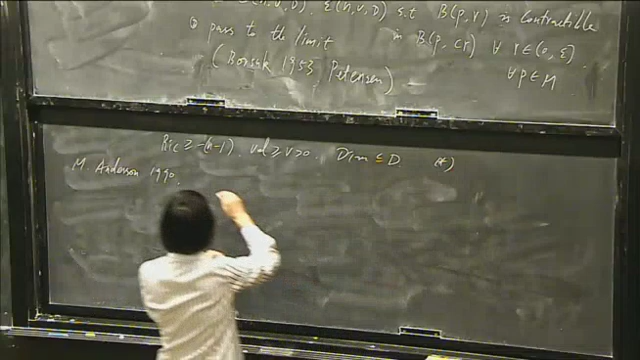 (n, v, D), ε(n, v, D) s.t B(p, r) is contractible
pass to the limit in B(p, cr) ∀ r∈(0, ε)
(Borsuk 1953 Petersen) ∀p∈M
Ric ≥ -(n-1). Vol ≥ v > 0. Diam ≤ D. (*)
M. Anderson 1990.